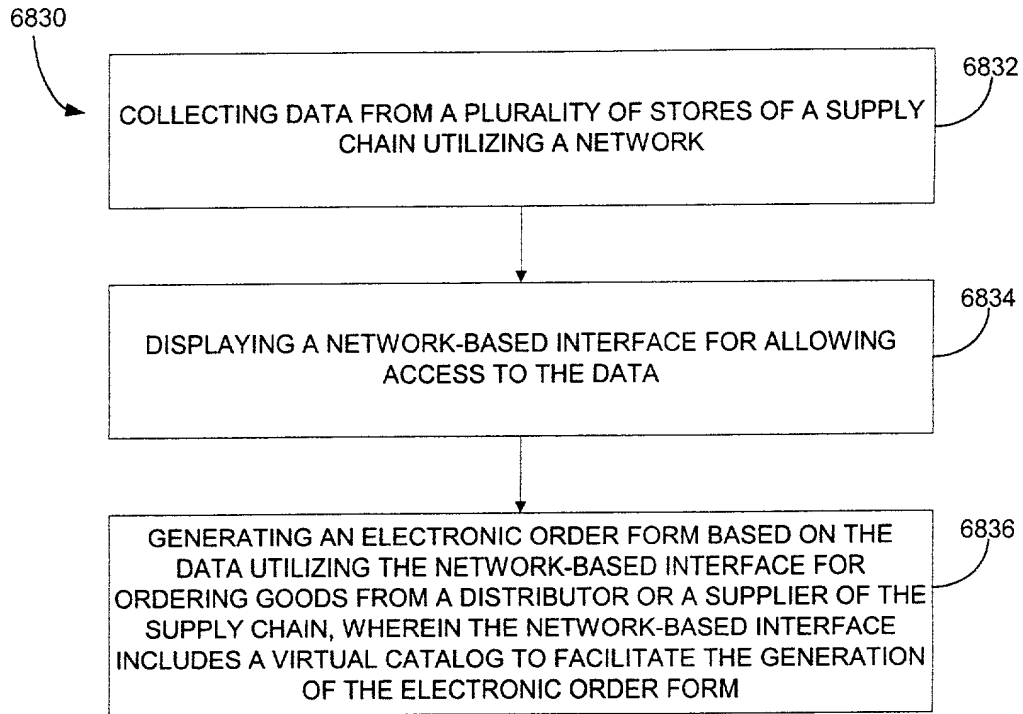 6830
6832
COLLECTING DATA FROM A PLURALITY OF STORES OF A SUPPLY
CHAIN UTILIZING A NETWORK
6834
DISPLAYING A NETWORK-BASED INTERFACE FOR ALLOWING
ACCESS TO THE DATA
6836
GENERATING AN ELECTRONIC ORDER FORM BASED ON THE
DATA UTILIZING THE NETWORK-BASED INTERFACE FOR
ORDERING GOODS FROM A DISTRIBUTOR OR A SUPPLIER OF THE
SUPPLY CHAIN, WHEREIN THE NETWORK-BASED INTERFACE
INCLUDES A VIRTUAL CATALOG TO FACILITATE THE GENERATION
OF THE ELECTRONIC ORDER FORM